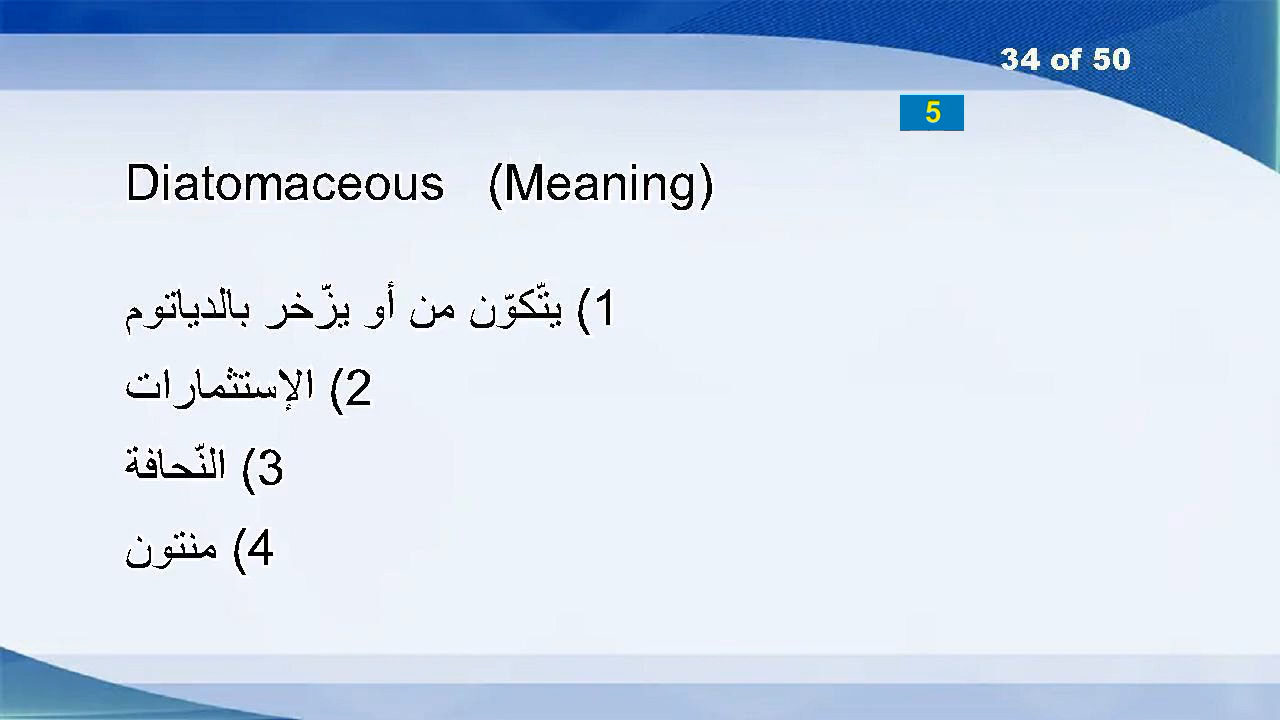 34 of 50
5
Diatomaceous (Meaning)
1) يتّكوّن من أو يزّخر بالدياتوم
2) الإستثمارات
3) النّحافة
4) منتون